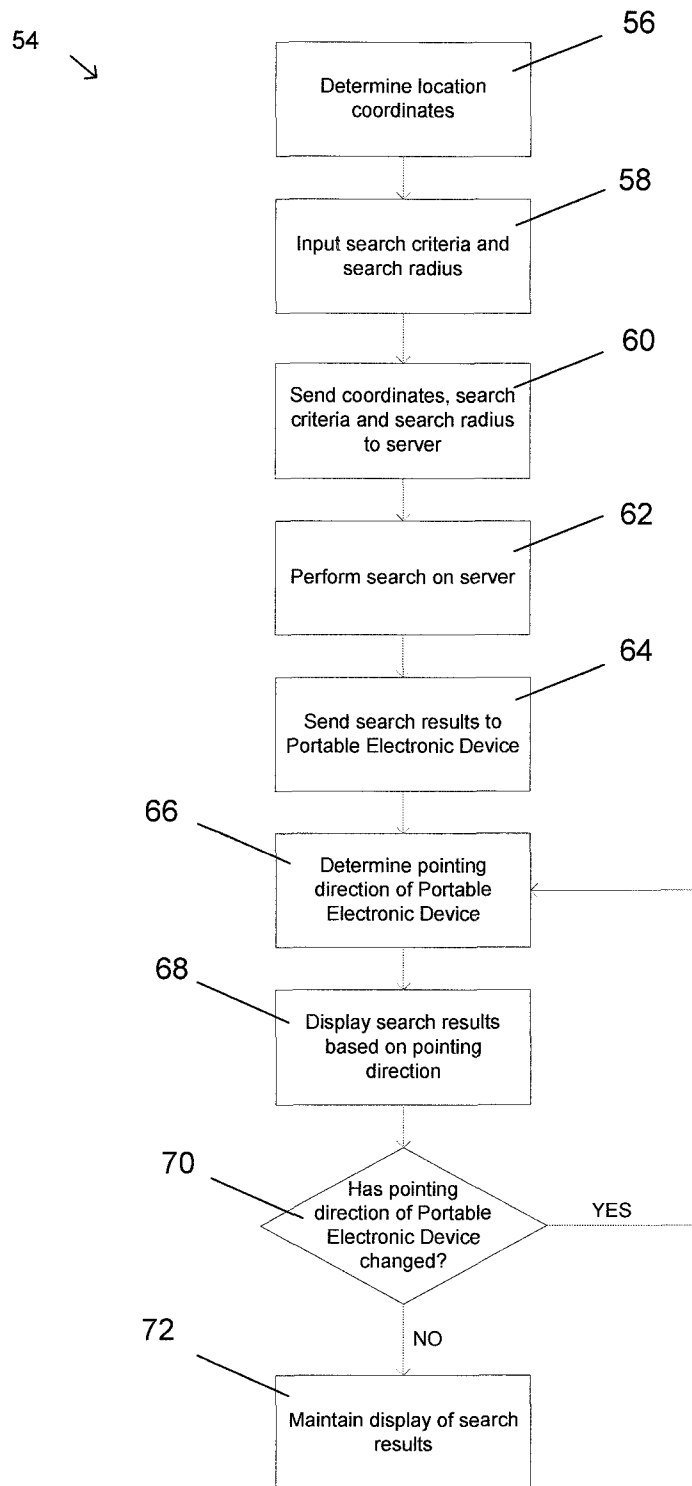 54
56
Determine location
coordinates
58
Input search criteria and
search radius
60
Send coordinates, search
criteria and search radius
to server
62
Perform search on server
64
Send search results to
Portable Electronic Device
66
Determine pointing
direction of Portable
Electronic Device
68
Display search results
based on pointing
direction
70
Has pointing
direction of Portable
Electronic Device
changed?
YES
NO
72
Maintain display of search
results